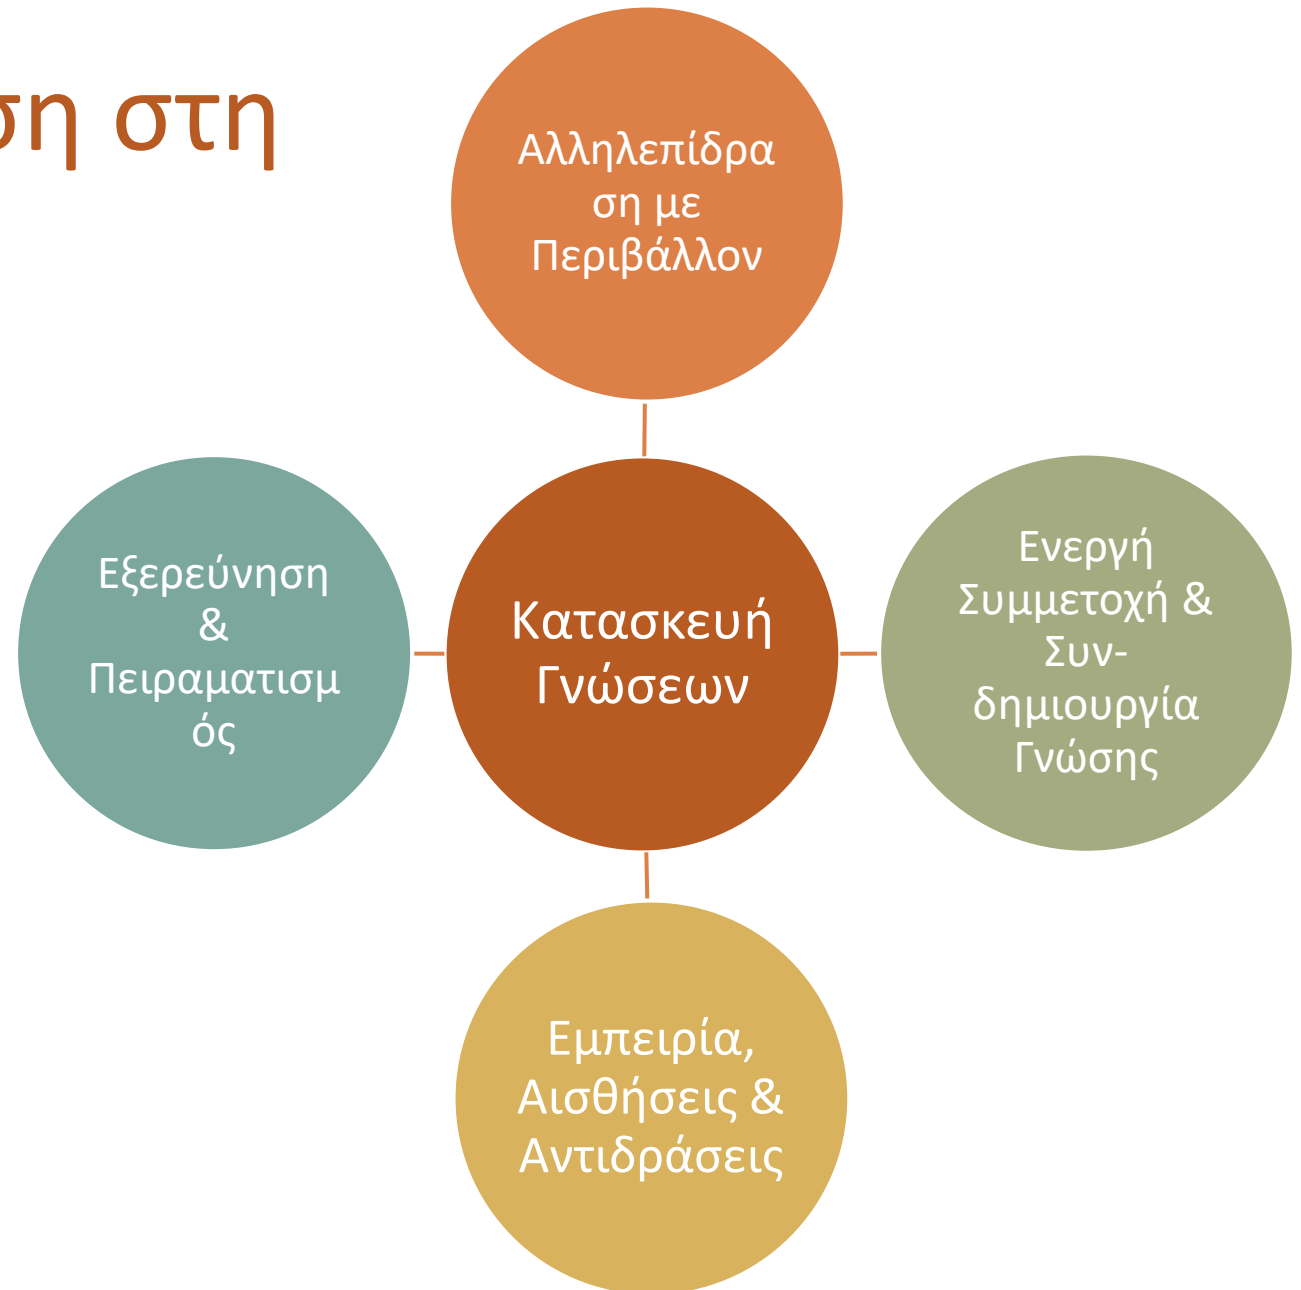 ση στη
Αλληλεπίδρα
ση με
Περιβάλλον
Εξερεύνηση
&
Πειραματισμ
ός
Κατασκευή
Γνώσεων
Ενεργή
Συμμετοχή &
Συν-
δημιουργία
Γνώσης
Εμπειρία,
Αισθήσεις &
Αντιδράσεις